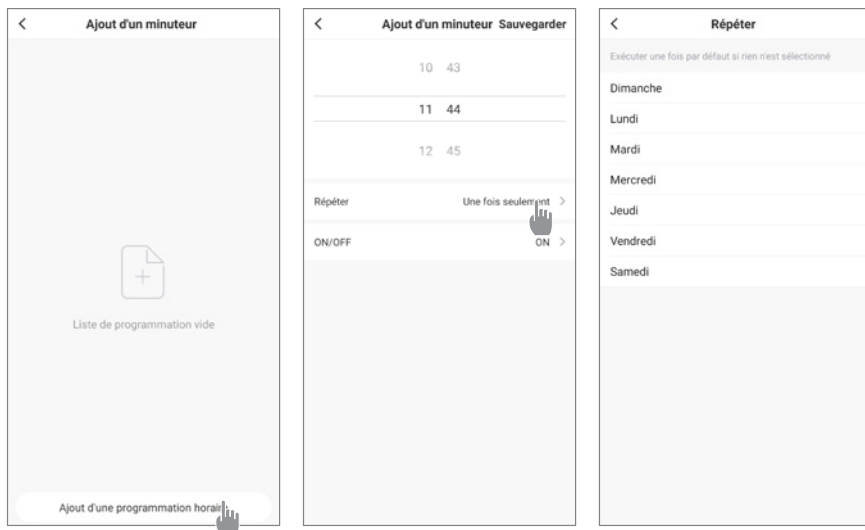 Ajout d'un minuteur
Liste de programmation vide
Ajout d'une programmation horaire
Ajout d'un minuteur Sauvegarder
10 43
11 44
12 45
Répéter Une fois seulement
ON/OFF ON
Répéter
Exécuter une fois par défaut si rien n'est sélectionné
Dimanche
Lundi
Mardi
Mercredi
Jeudi
Vendredi
Samedi